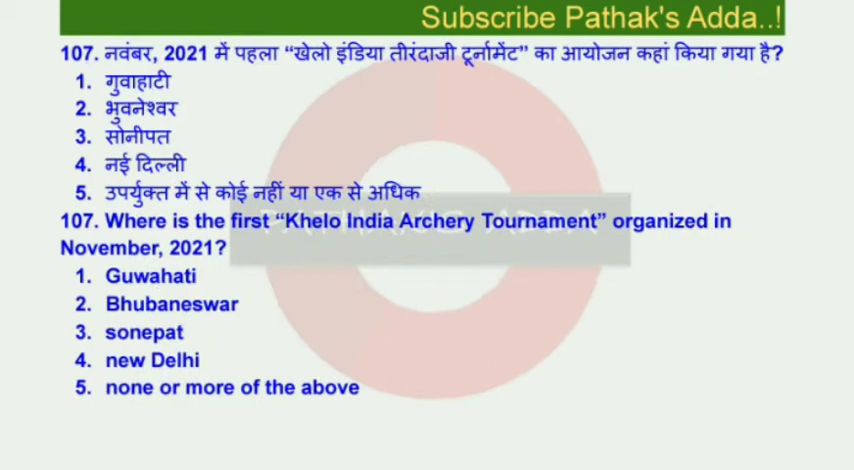 Subscribe Pathak's Adda..!
107. नवंबर, 2021 में पहला “खेलो इंडिया तीरंदाजी टूर्नामेंट” का आयोजन कहां किया गया है?
1. गुवाहाटी
2. भुवनेश्वर
3. सोनीपत
4. नई दिल्ली
5. उपर्युक्त में से कोई नहीं या एक से अधिक
PATHAK'S ADDA
107. Where is the first “Khelo India Archery Tournament” organized in
November, 2021?
1. Guwahati
2. Bhubaneswar
3. sonepat
4. new Delhi
5. none or more of the above